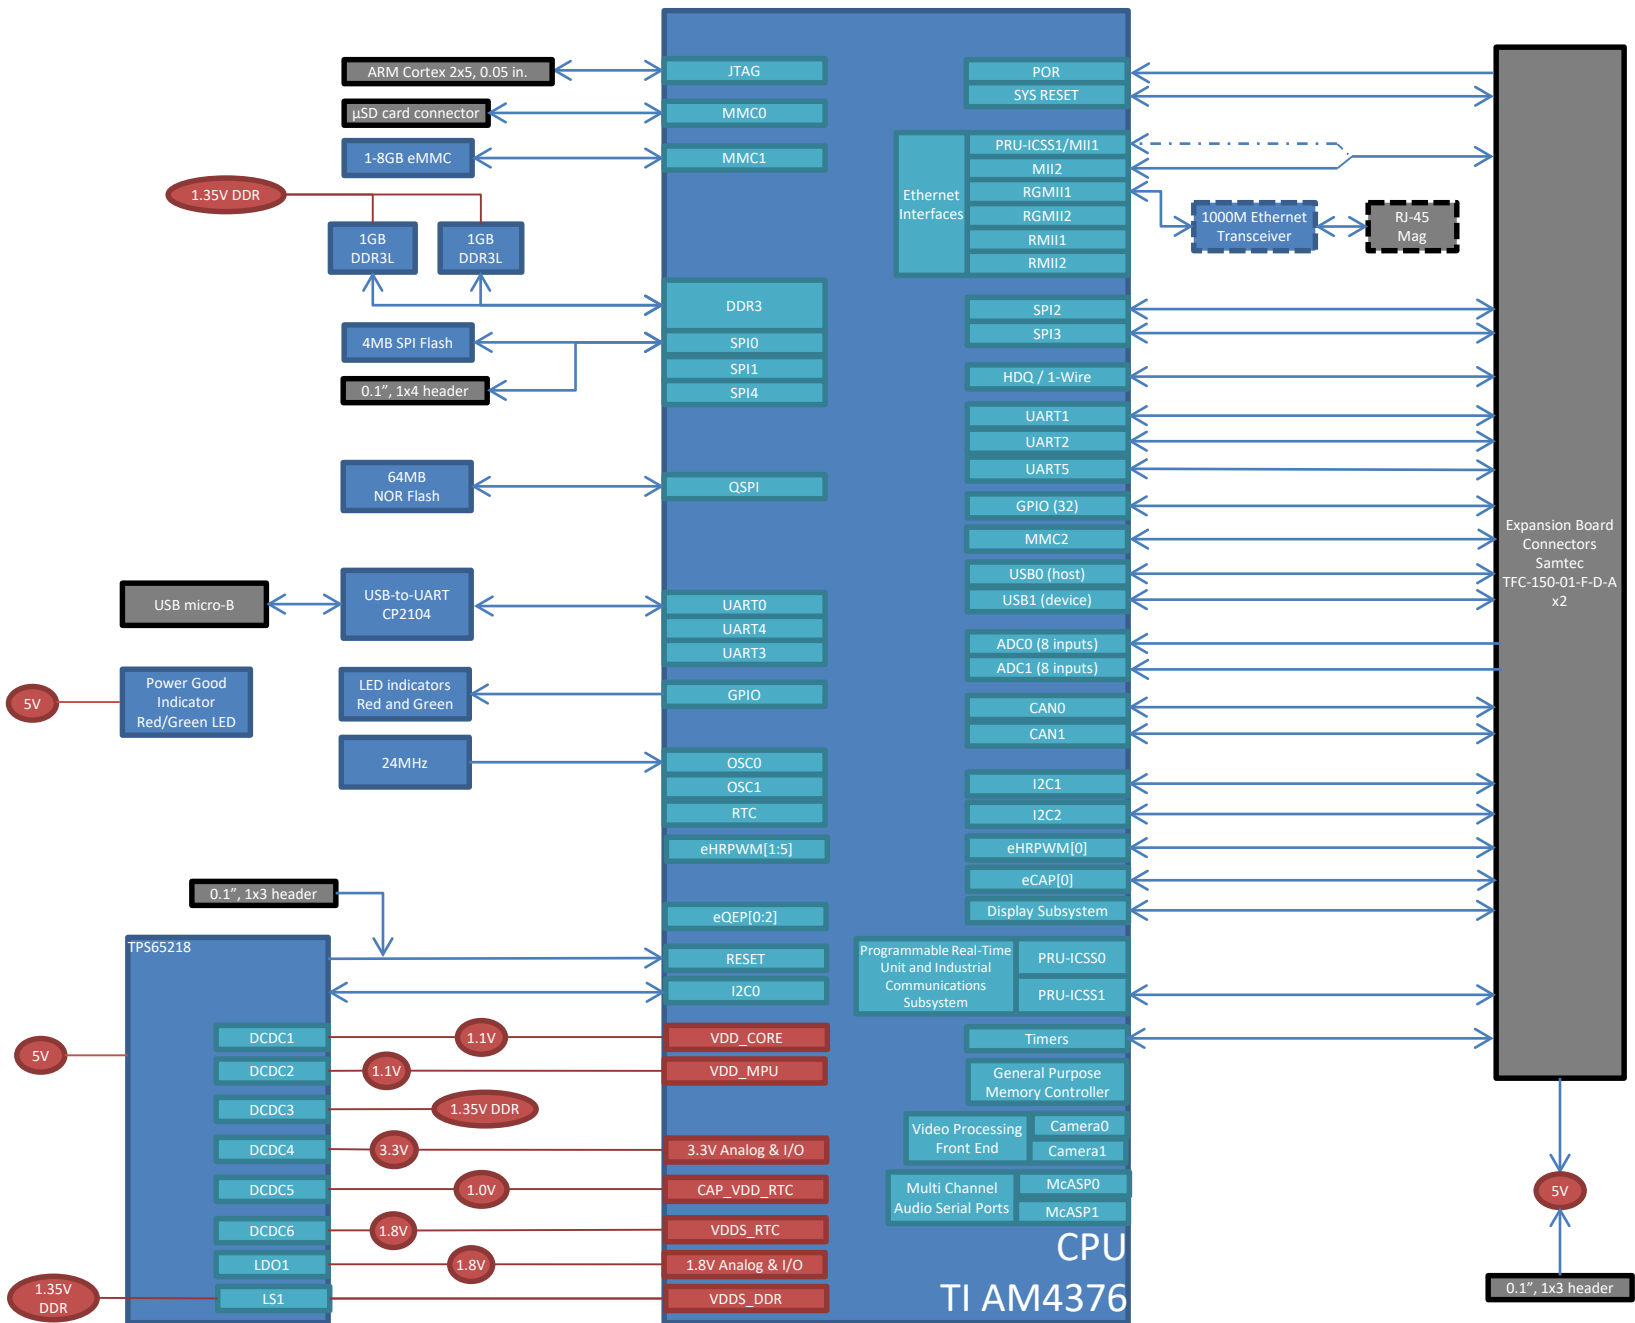 ARM Cortex 2x5, 0.05 in.
µSD card connector
1-8GB eMMC
1.35V DDR
1GB
DDR3L
1GB
DDR3L
4MB SPI Flash
0.1”, 1x4 header
64MB
NOR Flash
USB micro-B
USB-to-UART
CP2104
5V
Power Good
Indicator
Red/Green LED
LED indicators
Red and Green
24MHz
0.1”, 1x3 header
TPS65218
5V
DCDC1
DCDC2
DCDC3
DCDC4
DCDC5
DCDC6
LDO1
LS1
1.35V
DDR
1.1V
1.1V
1.35V DDR
3.3V
1.0V
1.8V
1.8V
JTAG
MMC0
MMC1
DDR3
SPI0
SPI1
SPI4
QSPI
UART0
UART4
UART3
GPIO
OSC0
OSC1
RTC
eHRPWM[1:5]
eQEP[0:2]
RESET
I2C0
VDD_CORE
VDD_MPU
3.3V Analog & I/O
CAP_VDD_RTC
VDDS_RTC
1.8V Analog & I/O
VDDS_DDR
POR
SYS RESET
Ethernet
Interfaces
PRU-ICSS1/MII1
MII2
RGMII1
RGMII2
RMII1
RMII2
SPI2
SPI3
HDQ / 1-Wire
UART1
UART2
UART5
GPIO (32)
MMC2
USB0 (host)
USB1 (device)
ADC0 (8 inputs)
ADC1 (8 inputs)
CAN0
CAN1
I2C1
I2C2
eHRPWM[0]
eCAP[0]
Display Subsystem
Programmable Real-Time
Unit and Industrial
Communications
Subsystem
PRU-ICSS0
PRU-ICSS1
Timers
General Purpose
Memory Controller
Video Processing
Front End
Camera0
Camera1
Multi Channel
Audio Serial Ports
McASP0
McASP1
CPU
TI AM4376
1000M Ethernet
Transceiver
RJ-45
Mag
Expansion Board
Connectors
Samtec
TFC-150-01-F-D-A
x2
5V
0.1”, 1x3 header